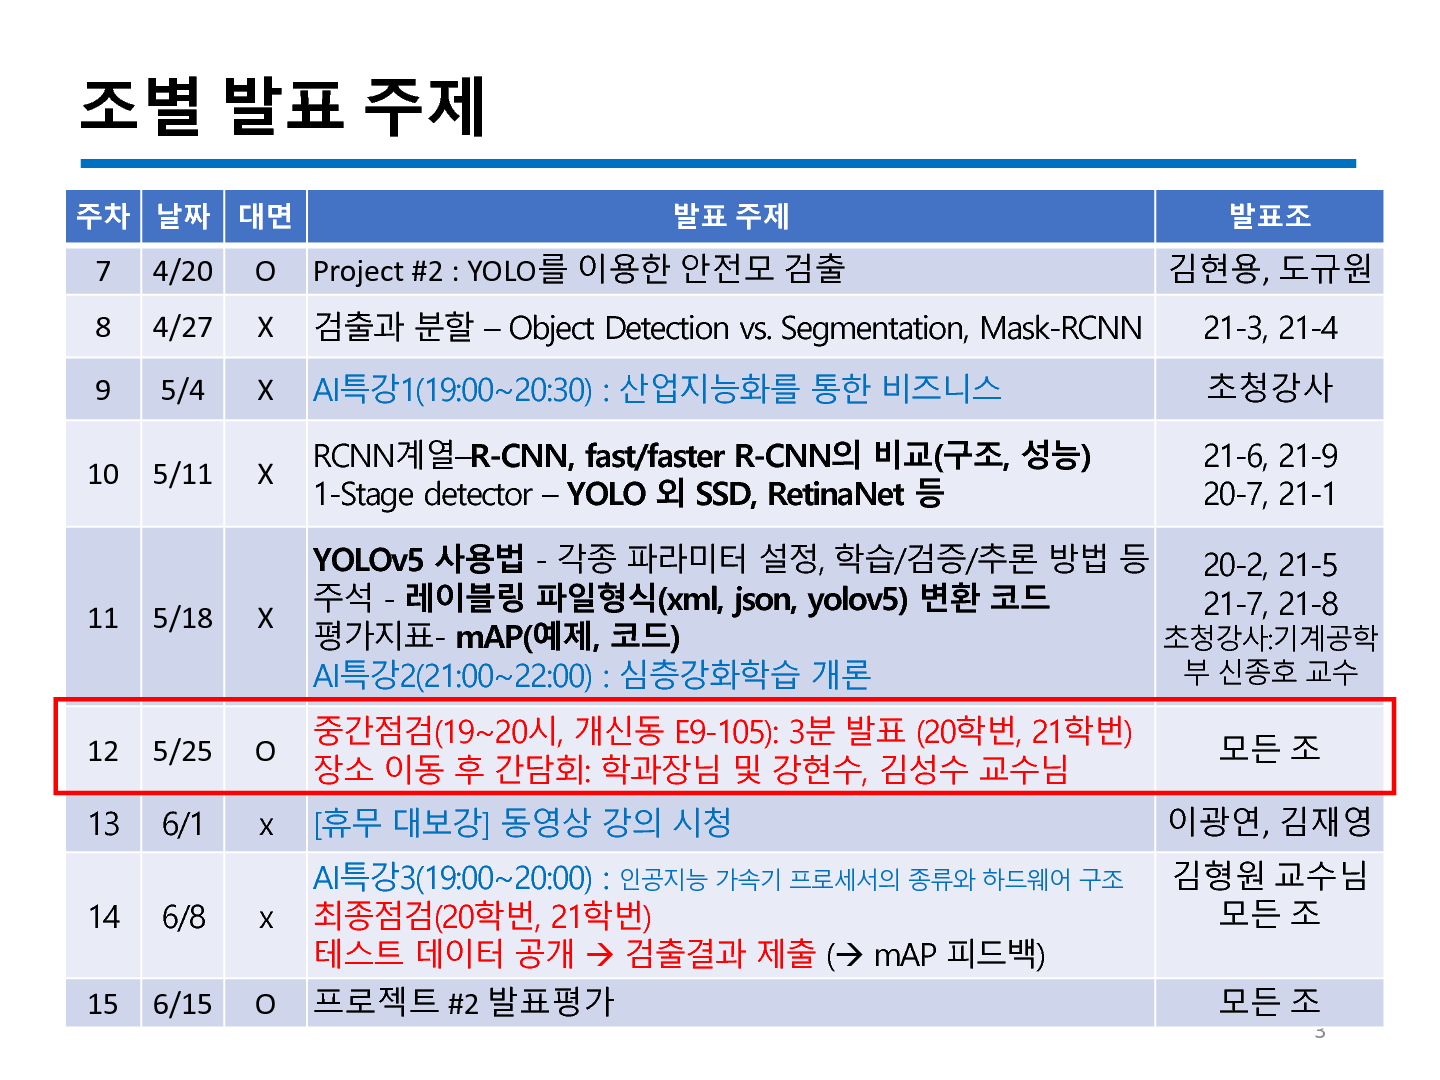 조별 발표 주제
주차 날짜 대면 발표 주제 발표조
7 4/20 O Project #2 : YOLO를 이용한 안전모 검출 김현용, 도규원
8 4/27 X 검출과 분할 – Object Detection vs. Segmentation, Mask-RCNN 21-3, 21-4
9 5/4 X AI특강1(19:00~20:30) : 산업지능화를 통한 비즈니스 초청강사
10 5/11 X
RCNN계열–R-CNN, fast/faster R-CNN의 비교(구조, 성능)
1-Stage detector – YOLO 외 SSD, RetinaNet 등
21-6, 21-9
20-7, 21-1
11 5/18 X
YOLOv5 사용법 - 각종 파라미터 설정, 학습/검증/추론 방법 등
주석 - 레이블링 파일형식(xml, json, yolov5) 변환 코드
평가지표- mAP(예제, 코드)
AI특강2(21:00~22:00) : 심층강화학습 개론
20-2, 21-5
21-7, 21-8
초청강사:기계공학
부 신종호 교수
12 5/25 O
중간점검(19~20시, 개신동 E9-105): 3분 발표 (20학번, 21학번)
장소 이동 후 간담회: 학과장님 및 강현수, 김성수 교수님
모든 조
13 6/1 x [휴무 대보강] 동영상 강의 시청 이광연, 김재영
14 6/8 x
AI특강3(19:00~20:00) : 인공지능 가속기 프로세서의 종류와 하드웨어 구조
최종점검(20학번, 21학번)
테스트 데이터 공개 → 검출결과 제출 (→ mAP 피드백)
김형원 교수님
모든 조
15 6/15 O 프로젝트 #2 발표평가 모든 조
3